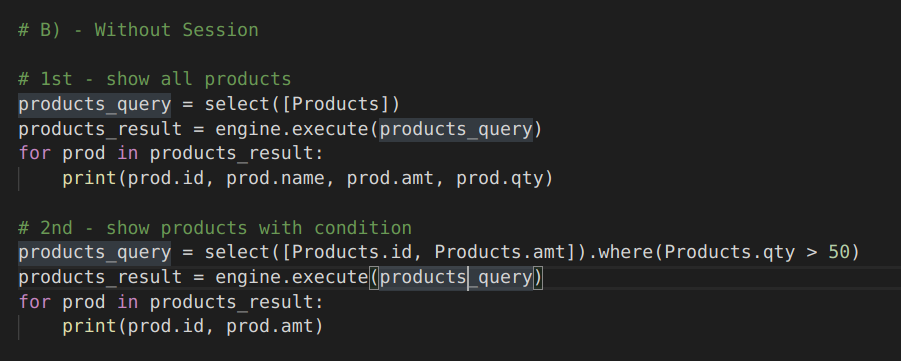 # B) - Without Session
# 1st - show all products
products_query = select([Products])
products_result = engine.execute(products_query)
for prod in products_result:
    print(prod.id, prod.name, prod.amt, prod.qty)
# 2nd - show products with condition
products_query = select([Products.id, Products.amt]).where(Products.qty > 50)
products_result = engine.execute(products_query)
for prod in products_result:
    print(prod.id, prod.amt)